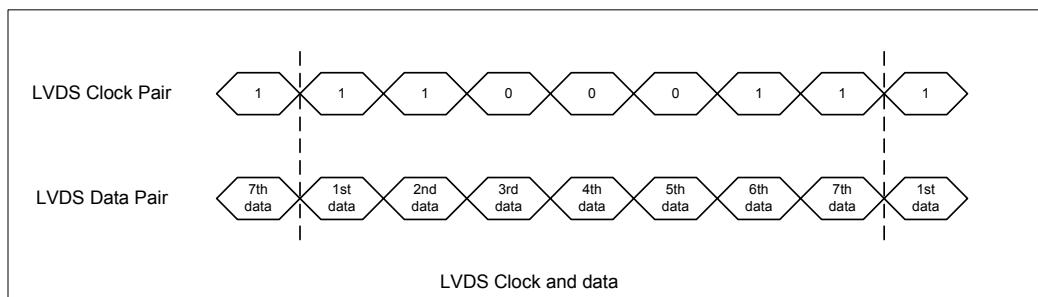 LVDS Clock Pair
1 1 1 0 0 0 1 1 1
LVDS Data Pair
7th data
1st data
2nd data
3rd data
4th data
5th data
6th data
7th data
1st data
LVDS Clock and data